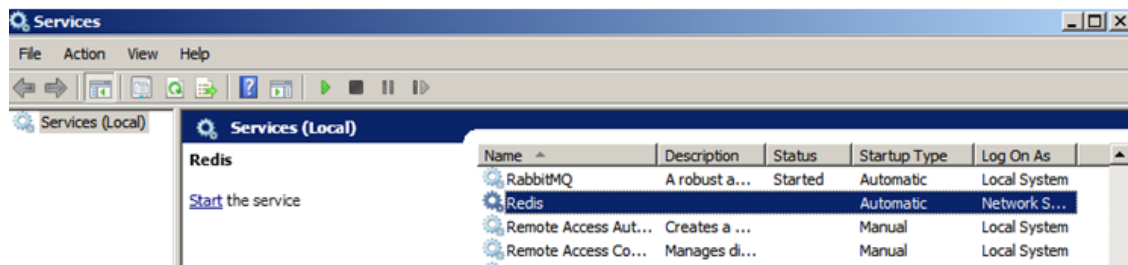 Services
File Action View Help
Services (Local)
Services (Local)
Redis
Start the service
Name Description Status Startup Type Log On As
RabbitMQ A robust a... Started Automatic Local System
Redis Automatic Network S...
Remote Access Aut... Creates a ... Manual Local System
Remote Access Co... Manages di... Manual Local System